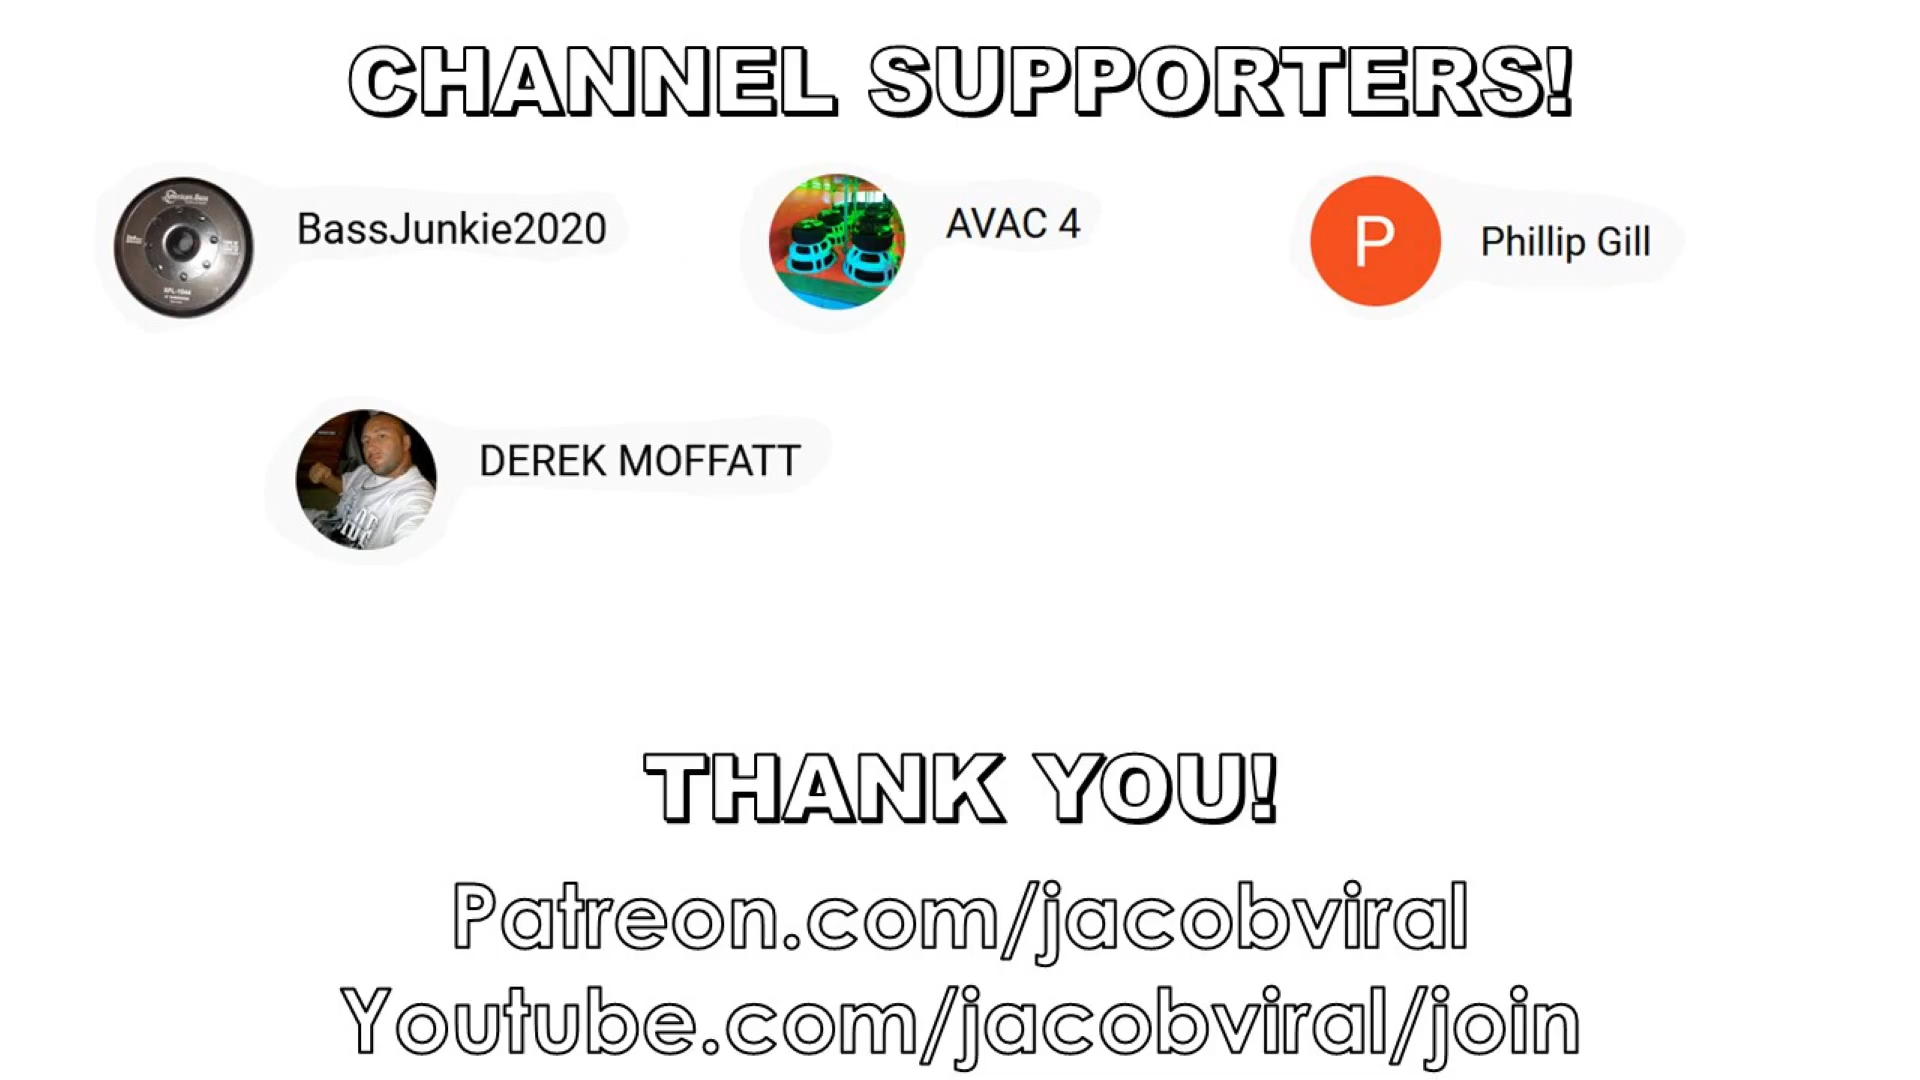 CHANNEL SUPPORTERS!
BassJunkie2020
AVAC 4
P
Phillip Gill
DEREK MOFFATT
THANK YOU!
Patreon.com/jacobviral
Youtube.com/jacobviral/join